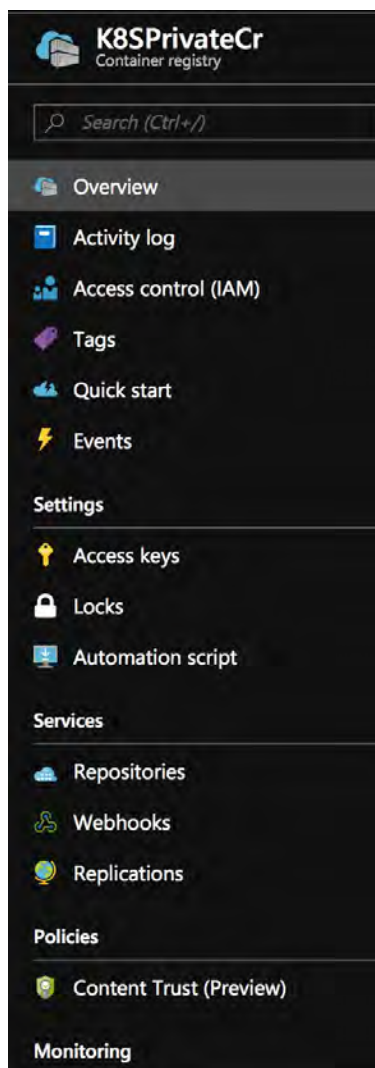 K8SPrivateCr
Container registry
Search (Ctrl+/)
Overview
Activity log
Access control (IAM)
Tags
Quick start
Events
Settings
Access keys
Locks
Automation script
Services
Repositories
Webhooks
Replications
Policies
Content Trust (Preview)
Monitoring